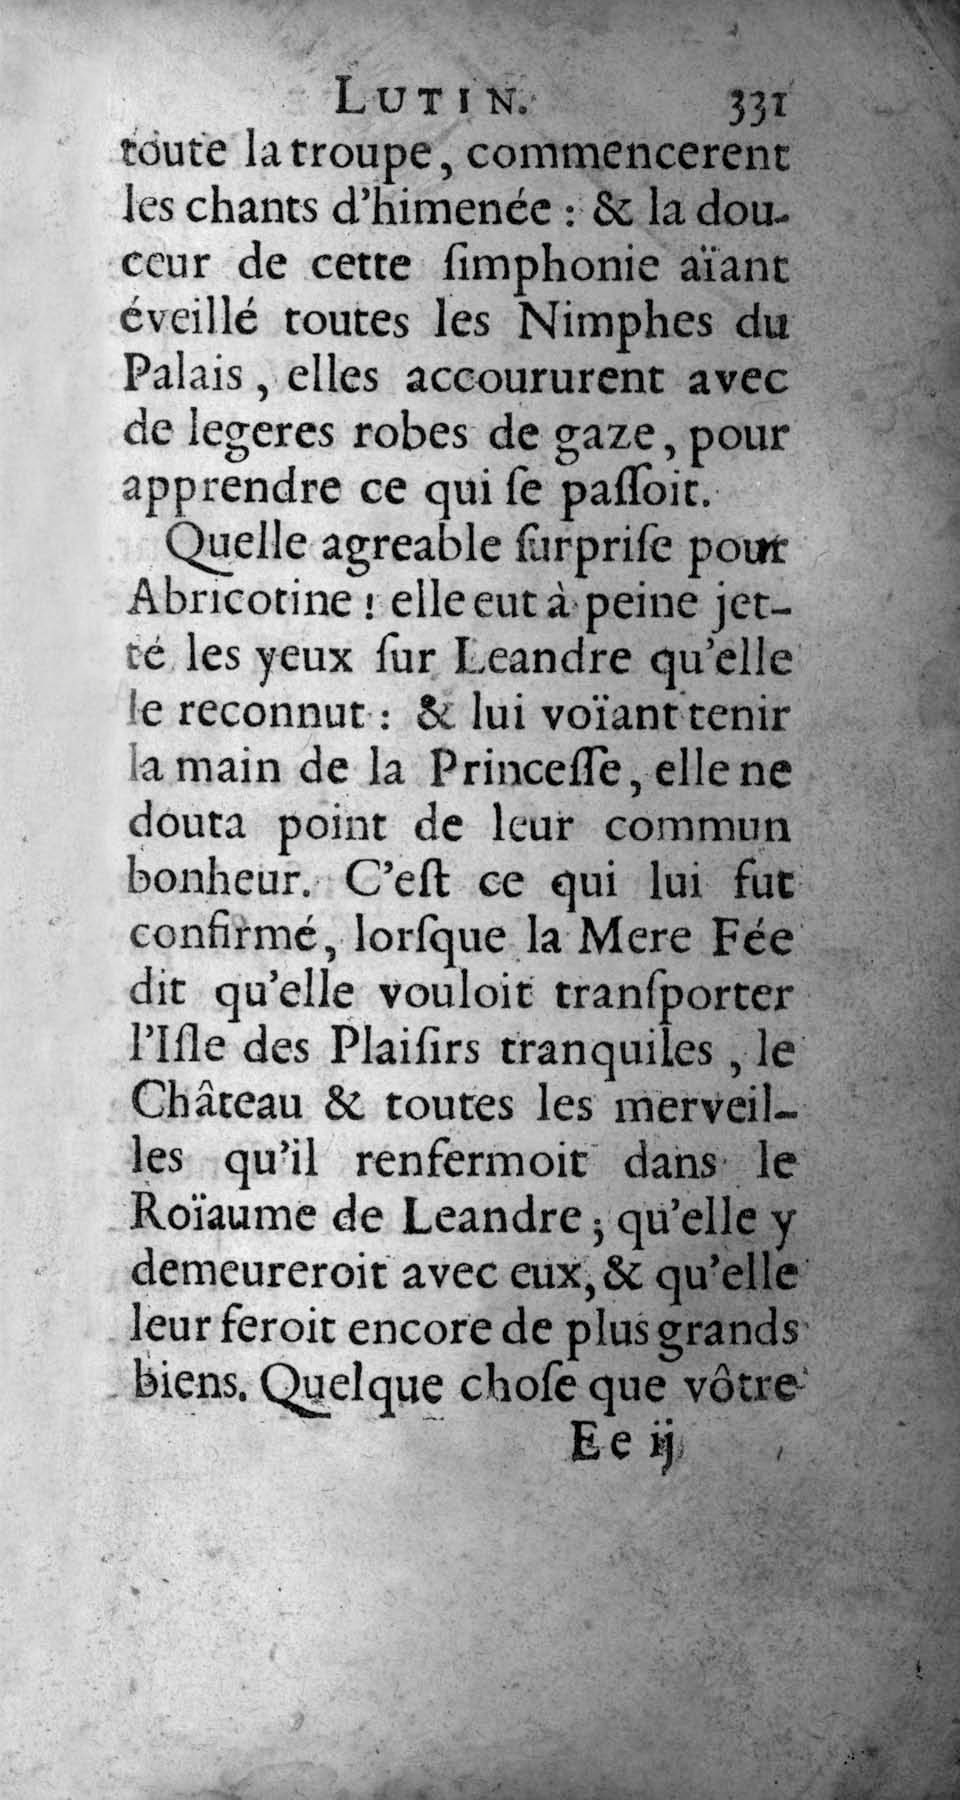 LUTIN. 331
toute la troupe, commencerent
les chants d'himenée : & la dou-
ceur de cette ſimphonie aïant
éveillé toutes les Nimphes du
Palais, elles accoururent avec
de legeres robes de gaze, pour
apprendre ce qui ſe paſſoit.
Quelle agreable ſurpriſe pour
Abricotine ! elle eut à peine jet-
té les yeux ſur Leandre qu'elle
le reconnut : & lui voïant tenir
la main de la Princeſſe, elle ne
douta point de leur commun
bonheur. C'eſt ce qui lui fut
confirmé, lorſque la Mere Fée
dit qu'elle vouloit tranſporter
l'Iſle des Plaiſirs tranquiles, le
Château & toutes les merveil-
les qu'il renfermoit dans le
Roïaume de Leandre ; qu'elle y
demeureroit avec eux, & qu'elle
leur feroit encore de plus grands
biens. Quelque choſe que vôtre
E e ij